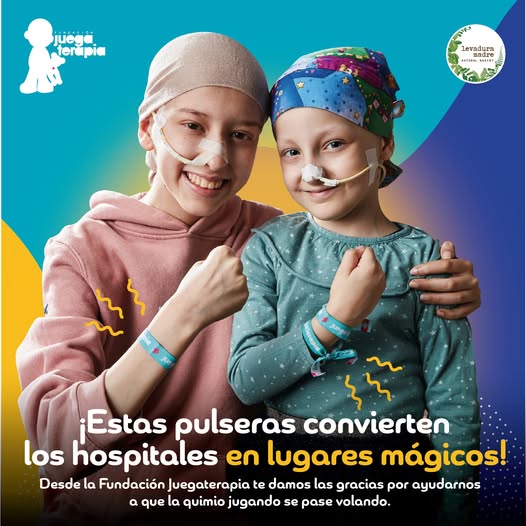 FUNDACIÓN
juega
terapia
levadura
madre
NATURAL BAKERY
¡Estas pulseras convierten
los hospitales en lugares mágicos!
Desde la Fundación Juegaterapia te damos las gracias por ayudarnos
a que la quimio jugando se pase volando.